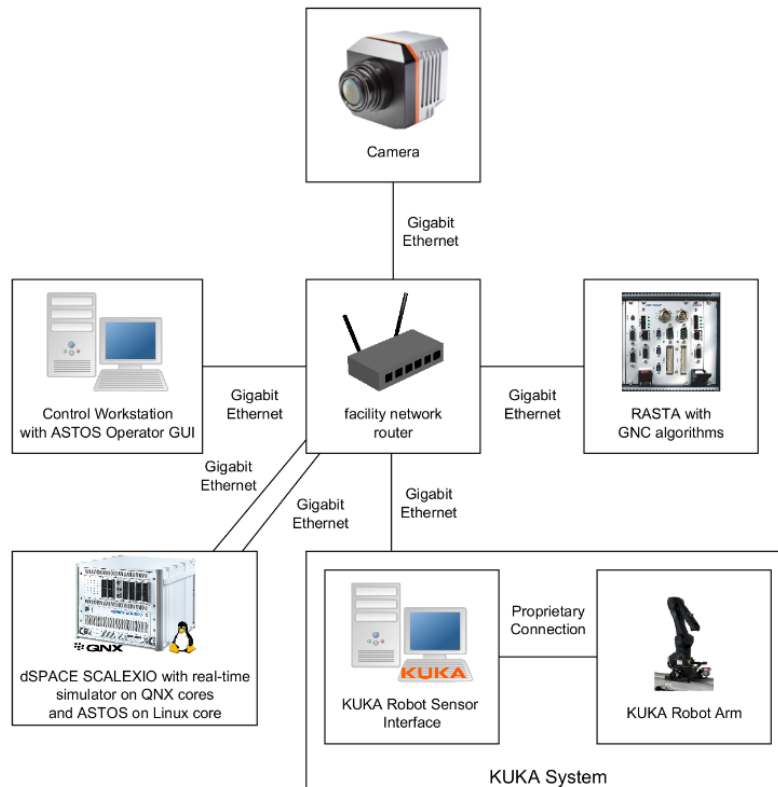 Camera
Gigabit
Ethernet
Control Workstation
with ASTOS Operator GUI
Gigabit
Ethernet
facility network
router
Gigabit
Ethernet
RASTA with
GNC algorithms
Gigabit
Ethernet
Gigabit
Ethernet
Gigabit
Ethernet
QNX
dSPACE SCALEXIO with real-time
simulator on QNX cores
and ASTOS on Linux core
KUKA
KUKA Robot Sensor
Interface
Proprietary
Connection
KUKA Robot Arm
KUKA System